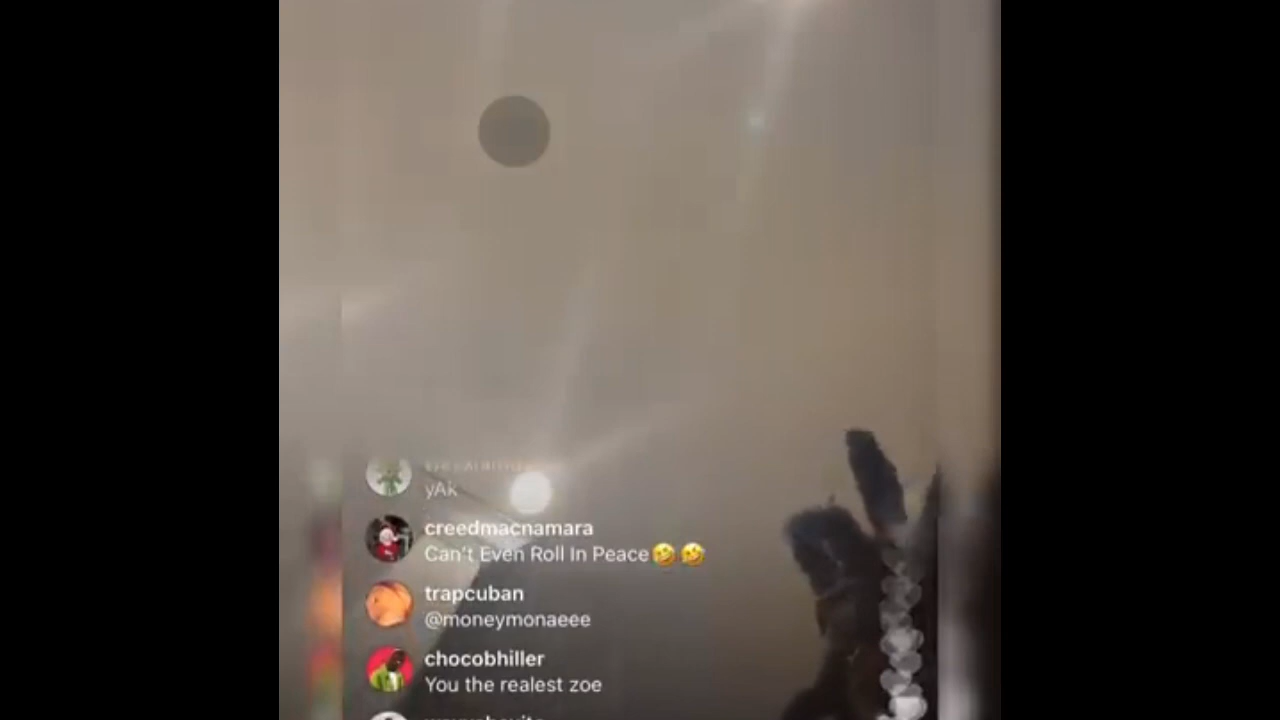 yAk
creedmacnamara
Can't Even Roll In Peace🤣🤣
trapcuban
@moneymonaeee
chocobhiller
You the realest zoe